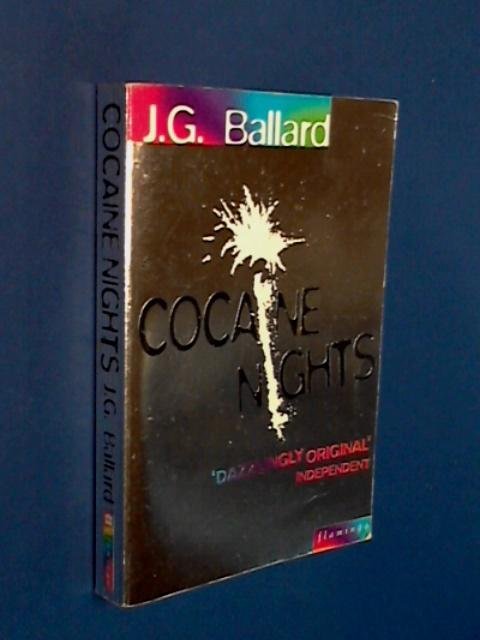 J.G. Ballard
COCAINE
NIGHTS
'DAZZLINGLY ORIGINAL'
INDEPENDENT
flamingo
COCAINE NIGHTS J.G. Ballard